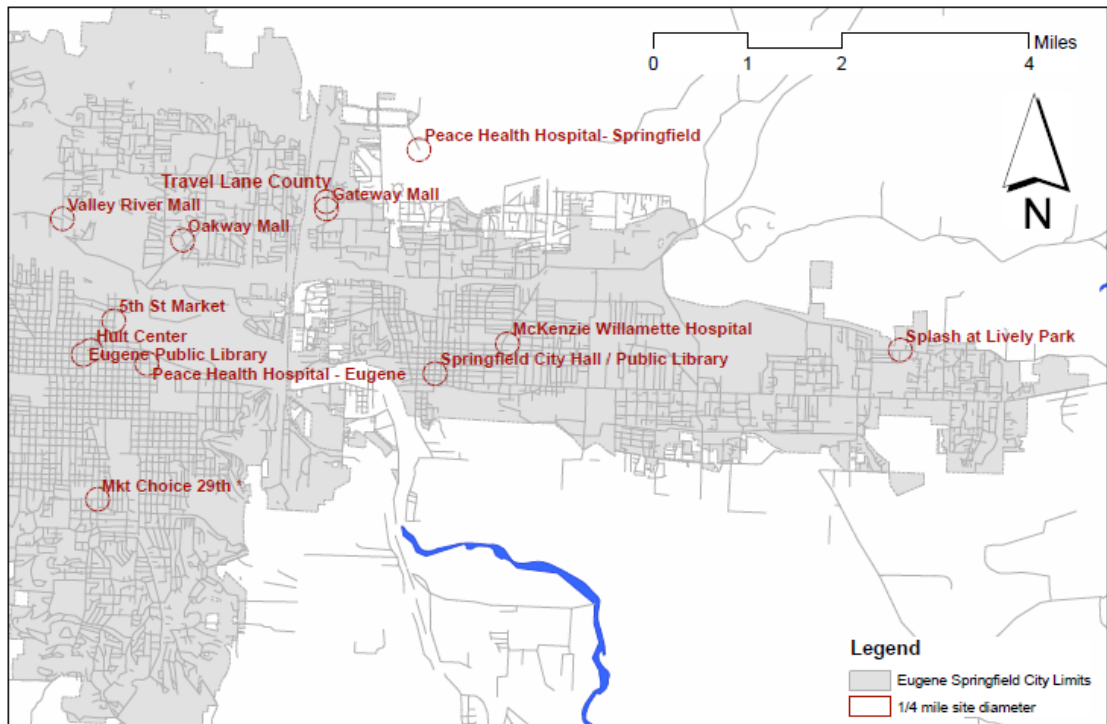 Miles
0 1 2 4
N
Peace Health Hospital- Springfield
Travel Lane County
Gateway Mall
Valley River Mall
Oakway Mall
5th St Market
Hult Center
Eugene Public Library
Peace Health Hospital - Eugene
McKenzie Willamette Hospital
Springfield City Hall / Public Library
Splash at Lively Park
Mkt Choice 29th *
Legend
Eugene Springfield City Limits
1/4 mile site diameter